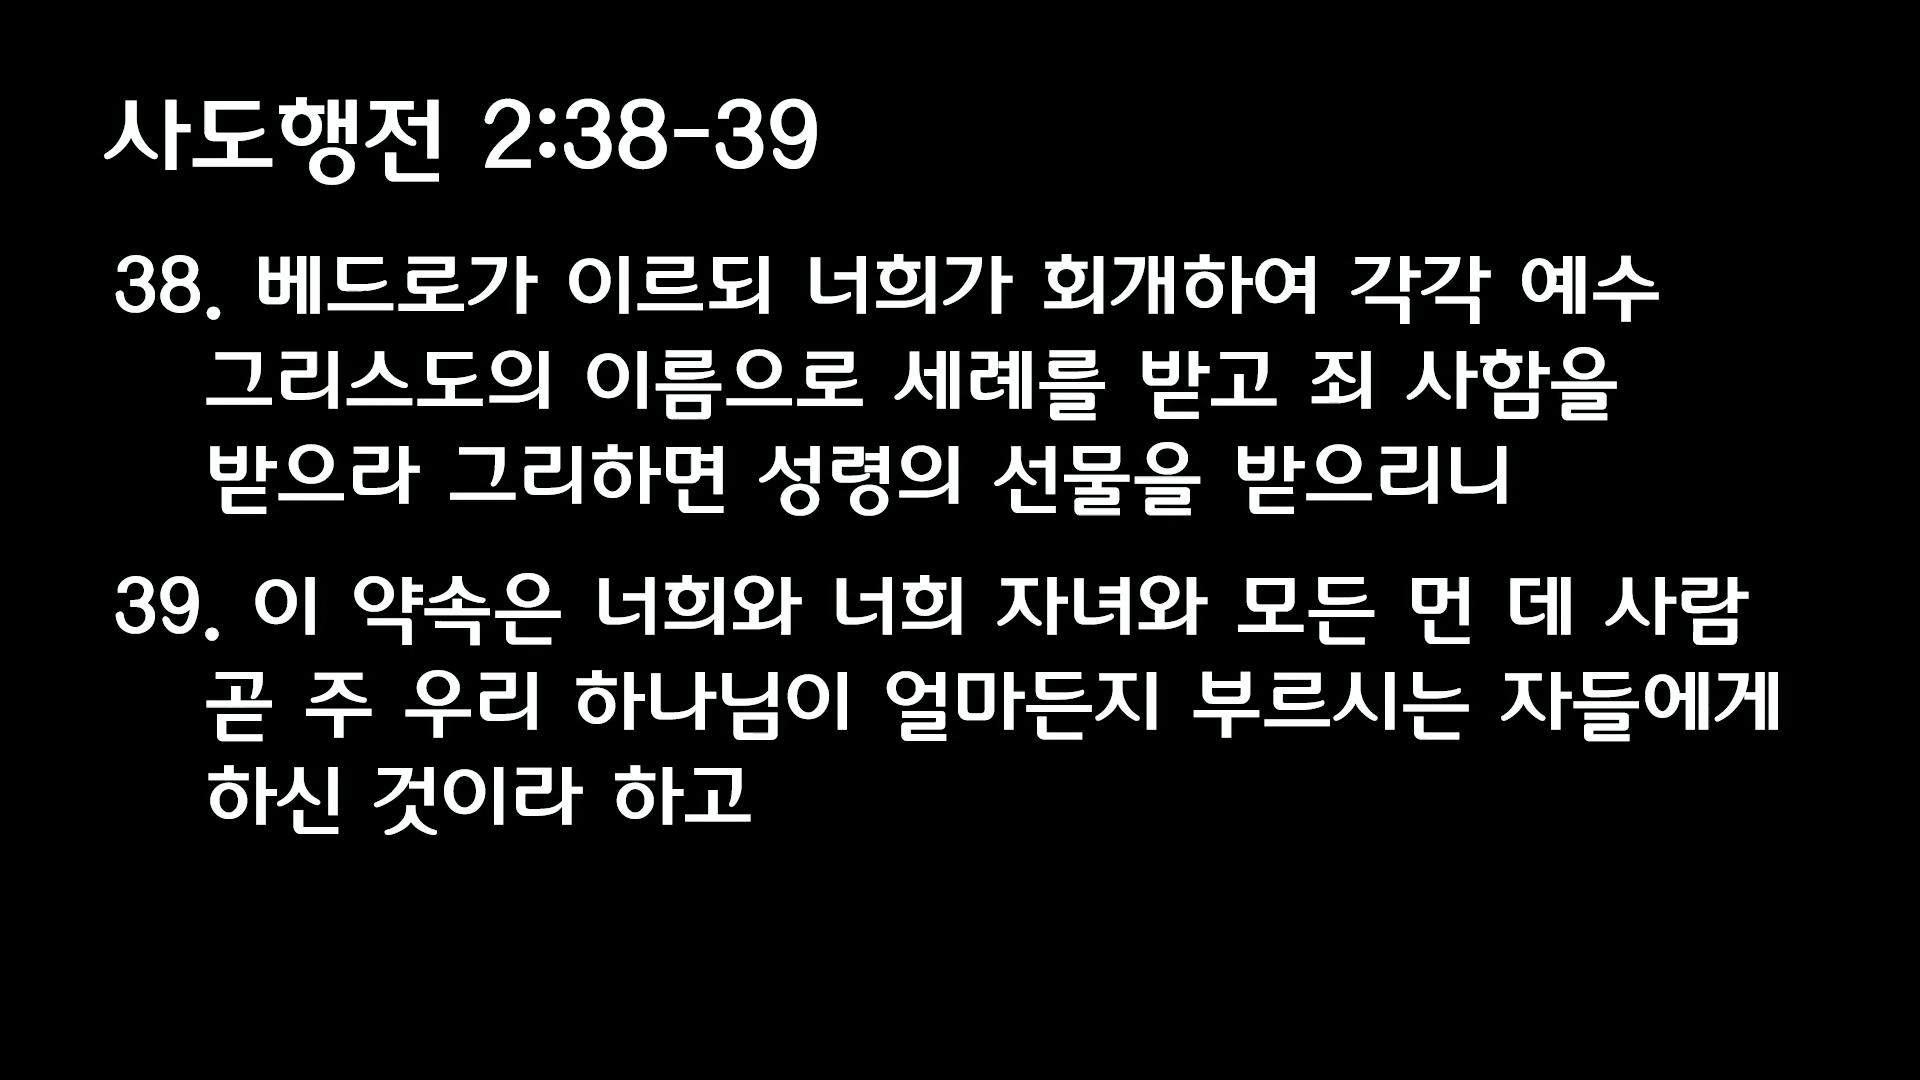 사도행전 2:38-39
38. 베드로가 이르되 너희가 회개하여 각각 예수
그리스도의 이름으로 세례를 받고 죄 사함을
받으라 그리하면 성령의 선물을 받으리니
39. 이 약속은 너희와 너희 자녀와 모든 먼 데 사람
곧 주 우리 하나님이 얼마든지 부르시는 자들에게
하신 것이라 하고